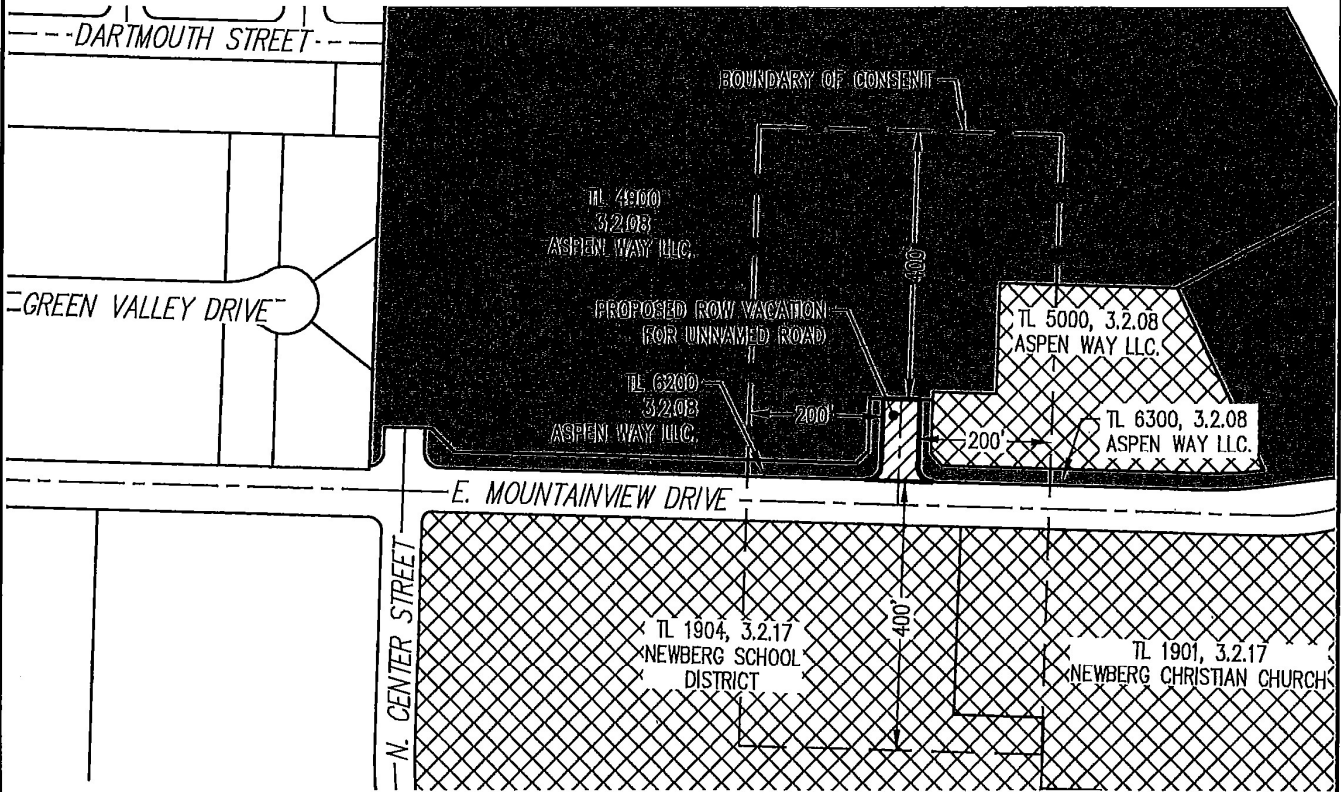 DARTMOUTH STREET
BOUNDARY OF CONSENT
TL 4900
3.2.08
ASPEN WAY LLC.
400'
GREEN VALLEY DRIVE
PROPOSED ROW VACATION
FOR UNNAMED ROAD
TL 5000, 3.2.08
ASPEN WAY LLC.
TL 6200
3.2.08
ASPEN WAY LLC.
200'
200'
TL 6300, 3.2.08
ASPEN WAY LLC.
E. MOUNTAINVIEW DRIVE
N. CENTER STREET
400'
TL 1904, 3.2.17
NEWBERG SCHOOL
DISTRICT
TL 1901, 3.2.17
NEWBERG CHRISTIAN CHURCH